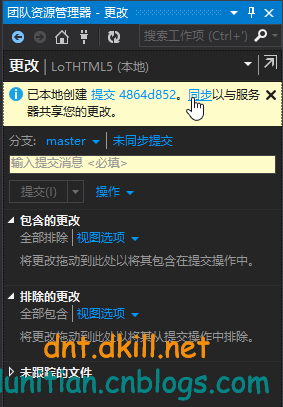 团队资源管理器 - 更改
搜索工作项 (Ctrl+')
更改 | LoTHTML5 (本地)
已本地创建 提交 4864d852。同步以与服务
器共享您的更改。
分支: master | 未同步提交
输入提交消息 <必填>
提交(I) 操作
包含的更改
全部排除 | 视图选项
将更改拖动到此处以将其包含在提交操作中。
排除的更改
全部包含 | 视图选项
将更改拖动到此处以将其从提交操作中排除。
dnt.dkill.net
未跟踪的文件
lunitian.cnblogs.com